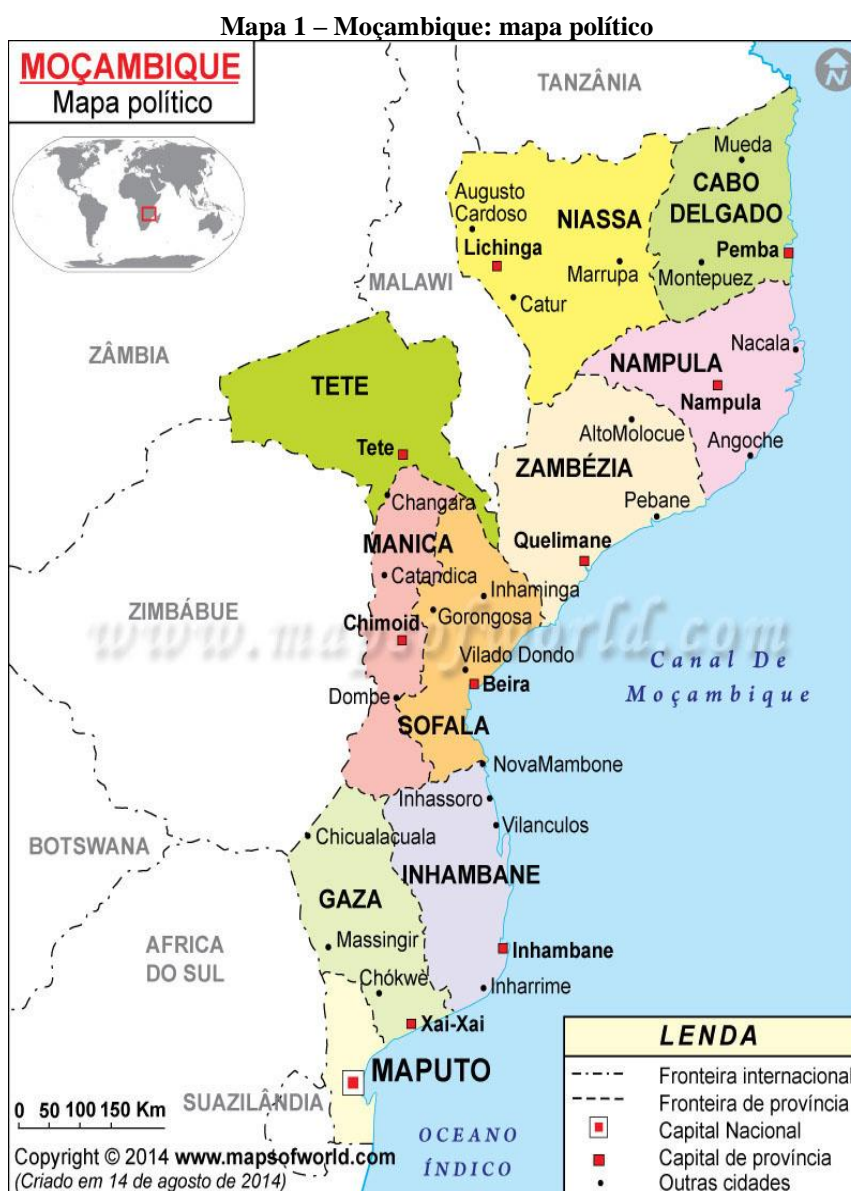 Mapa 1 – Moçambique: mapa político
MOÇAMBIQUE
Mapa político
TANZÂNIA
Mueda
CABO
DELGADO
Augusto
Cardoso
NIASSA
Lichinga
Pemba
Marrupa
Montepuez
MALAWI
Catur
ZÂMBIA
Nacala
NAMPULA
TETE
Nampula
AltoMolocue
Tete
Angoche
ZAMBÉZIA
Changara
Pebane
MANICA
Quelimane
Catandica
Inhaminga
ZIMBÁBUE
Gorongosa
Chimoid
www.mapsofworld.com
Vilado Dondo
Canal De
Moçambique
Beira
Dombe
SOFALA
NovaMambone
Inhassoro
Vilanculos
Chicualacuala
BOTSWANA
INHAMBANE
GAZA
AFRICA
DO SUL
Massingir
Inhambane
Chókwè
Inharrime
Xai-Xai
MAPUTO
SUAZILÂNDIA
0 50 100 150 Km
OCEANO
ÍNDICO
Copyright © 2014 www.mapsofworld.com
(Criado em 14 de agosto de 2014)
LENDA
Fronteira internacional
Fronteira de província
Capital Nacional
Capital de província
Outras cidades